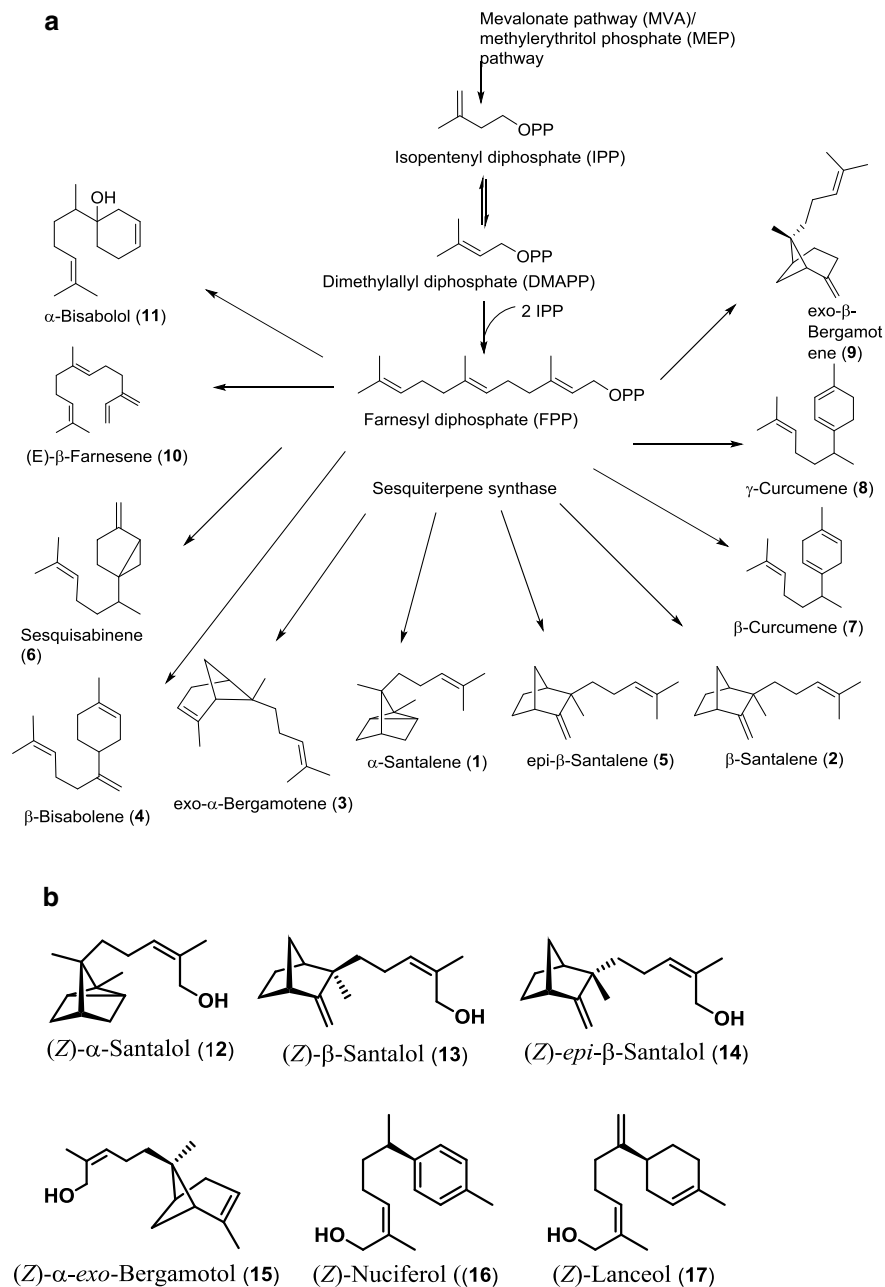 a
Mevalonate pathway (MVA)/
methylerythritol phosphate (MEP)
pathway
OPP
Isopentenyl diphosphate (IPP)
OPP
Dimethylallyl diphosphate (DMAPP)
2 IPP
OH
α-Bisabolol (11)
exo-β-
Bergamot
ene (9)
OPP
Farnesyl diphosphate (FPP)
(E)-β-Farnesene (10)
γ-Curcumene (8)
Sesquiterpene synthase
Sesquisabinene
(6)
β-Curcumene (7)
β-Bisabolene (4)
exo-α-Bergamotene (3)
α-Santalene (1)
epi-β-Santalene (5)
β-Santalene (2)
b
OH
(Z)-α-Santalol (12)
OH
(Z)-β-Santalol (13)
OH
(Z)-epi-β-Santalol (14)
HO
(Z)-α-exo-Bergamotol (15)
HO
(Z)-Nuciferol ((16)
HO
(Z)-Lanceol (17)